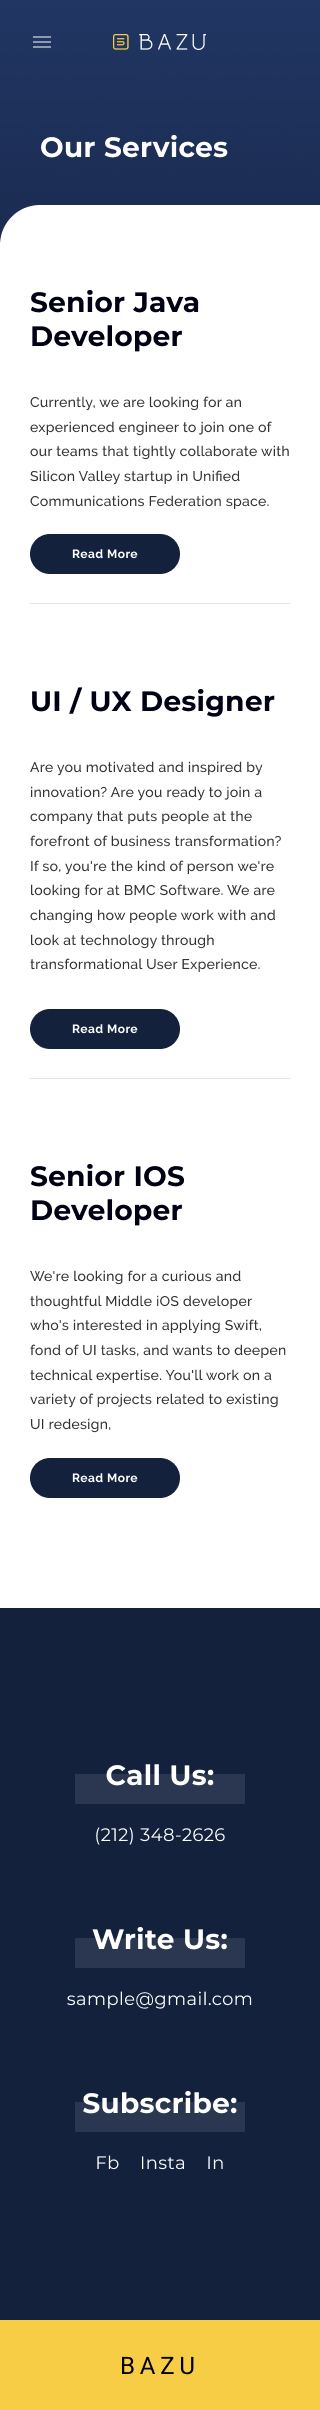 BAZU
Our Services
Senior Java
Developer
Currently, we are looking for an
experienced engineer to join one of
our teams that tightly collaborate with
Silicon Valley startup in Unified
Communications Federation space.
Read More
UI / UX Designer
Are you motivated and inspired by
innovation? Are you ready to join a
company that puts people at the
forefront of business transformation?
If so, you're the kind of person we're
looking for at BMC Software. We are
changing how people work with and
look at technology through
transformational User Experience.
Read More
Senior IOS
Developer
We're looking for a curious and
thoughtful Middle iOS developer
who's interested in applying Swift,
fond of UI tasks, and wants to deepen
technical expertise. You'll work on a
variety of projects related to existing
UI redesign,
Read More
Call Us:
(212) 348-2626
Write Us:
sample@gmail.com
Subscribe:
Fb Insta In
BAZU